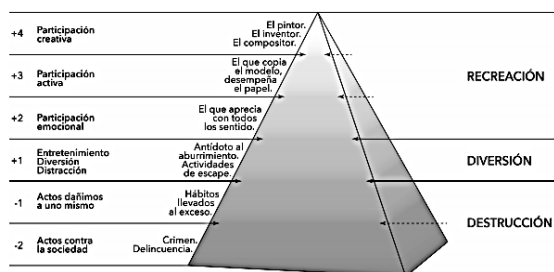 +4 Participación
creativa
El pintor.
El inventor.
El compositor.
+3 Participación
activa
El que copia
el modelo,
desempeña
el papel.
RECREACIÓN
+2 Participación
emocional
El que aprecia
con todos
los sentido.
+1 Entretenimiento
Diversión
Distracción
Antídoto al
aburrimiento.
Actividades
de escape.
DIVERSIÓN
-1 Actos dañimos
a uno mismo
Hábitos
llevados
al exceso.
DESTRUCCIÓN
-2 Actos contra
la sociedad
Crimen.
Delincuencia.